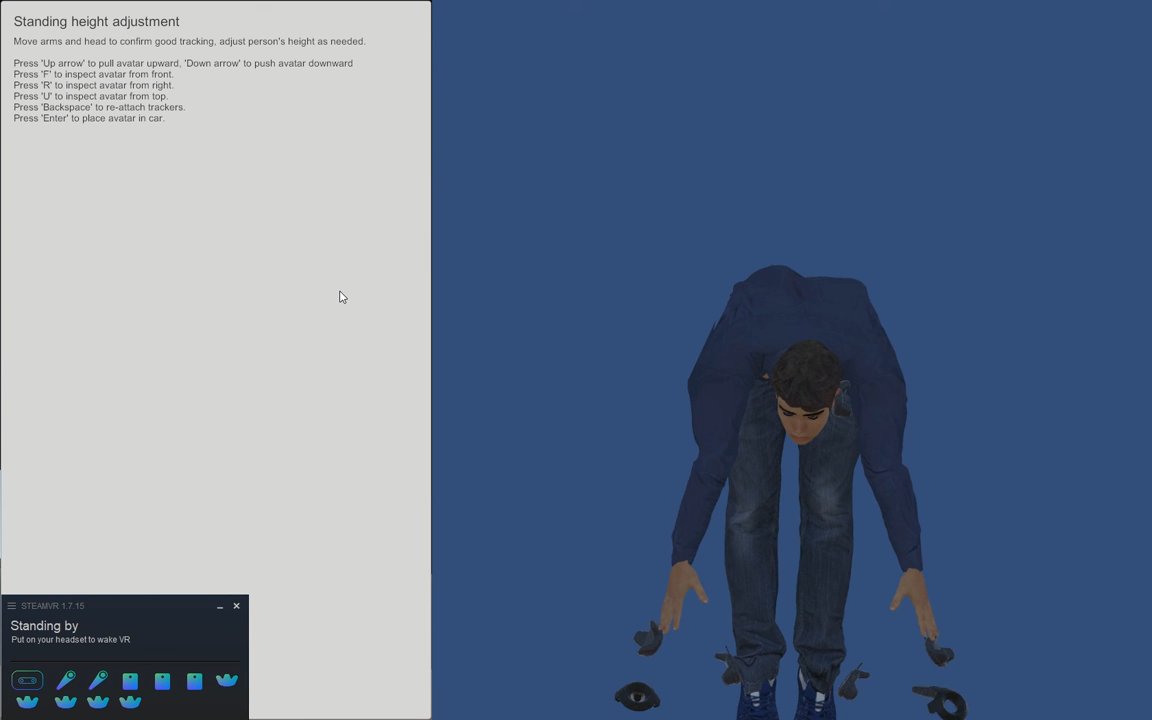 Standing height adjustment
Move arms and head to confirm good tracking, adjust person's height as needed.
Press 'Up arrow' to pull avatar upward, 'Down arrow' to push avatar downward
Press 'F' to inspect avatar from front.
Press 'R' to inspect avatar from right.
Press 'U' to inspect avatar from top.
Press 'Backspace' to re-attach trackers.
Press 'Enter' to place avatar in car.
STEAMVR 1.7.15
Standing by
Put on your headset to wake VR